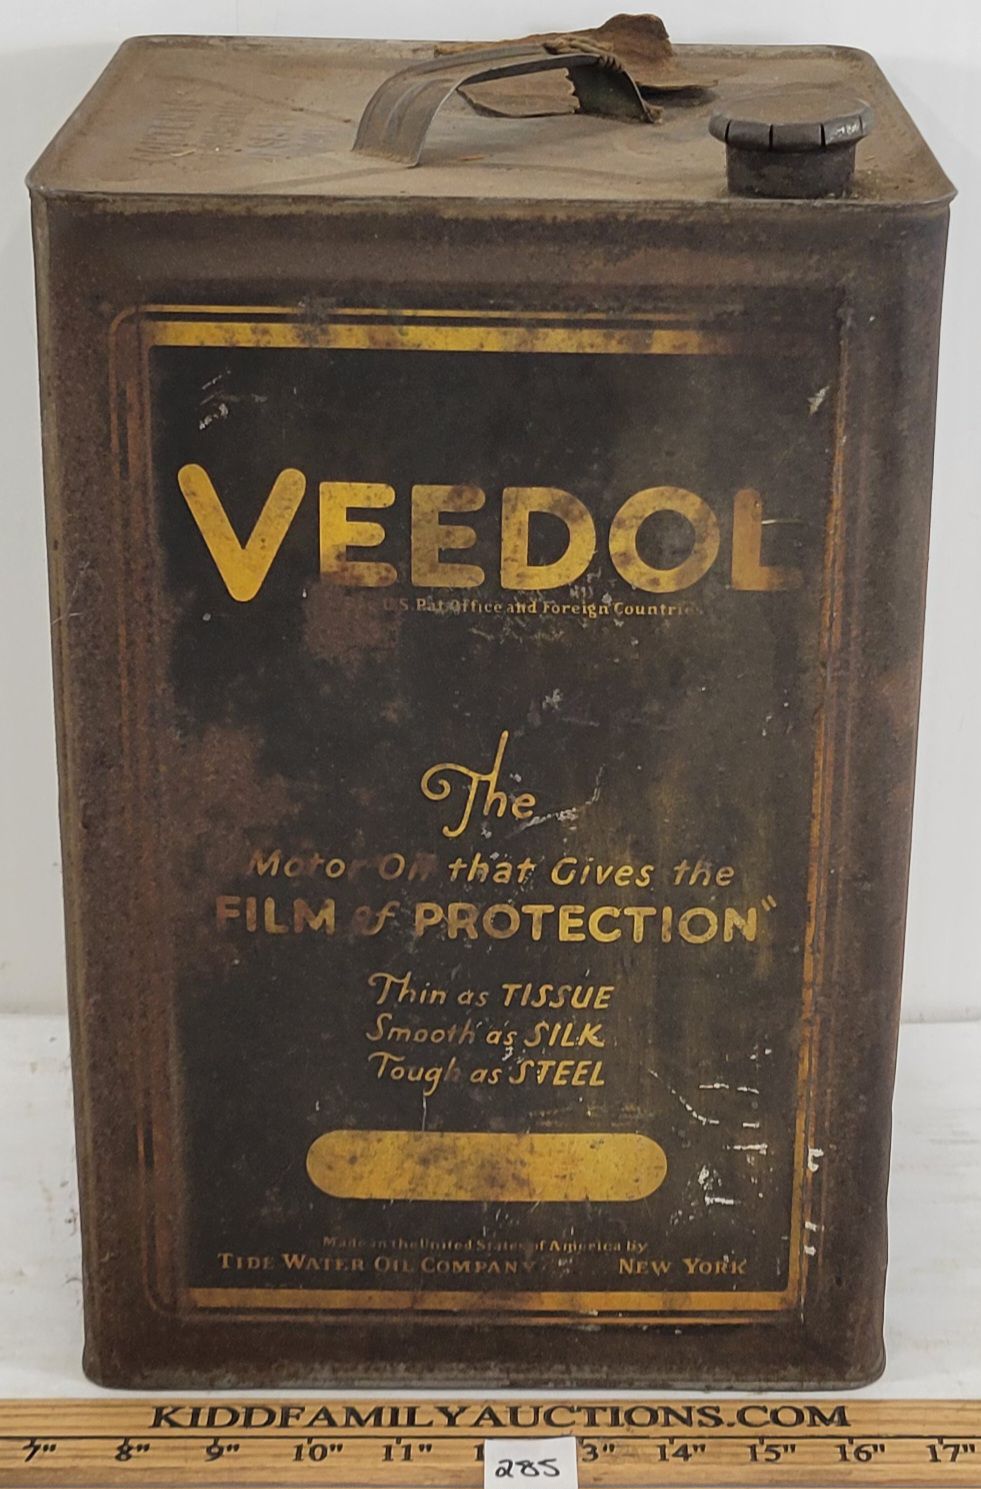 VEEDOL
U.S. Pat. Office and Foreign Countries
The
Motor Oil that Gives the
FILM of PROTECTION"
Thin as TISSUE
Smooth as SILK
Tough as STEEL
Made in the United States of America by
TIDE WATER OIL COMPANY NEW YORK
KIDDFAMILYAUCTIONS.COM
7" 8" 9" 10" 11" 1 3" 14" 15" 16" 17"
285